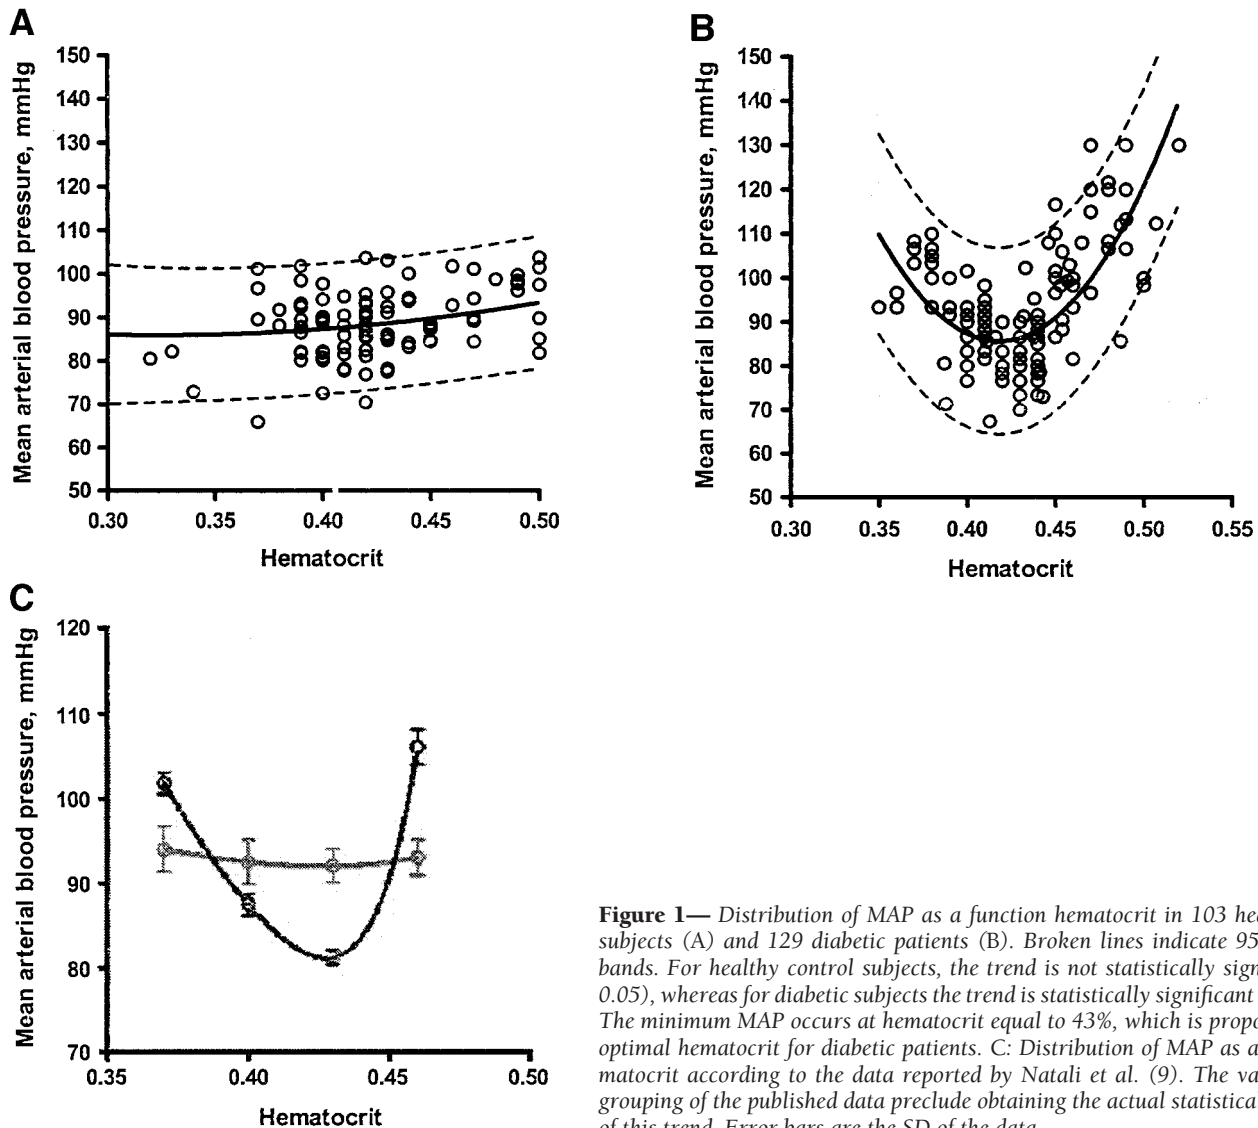 A
150
140
130
120
110
100
90
80
70
60
50
0.30 0.35 0.40 0.45 0.50
Hematocrit
Mean arterial blood pressure, mmHg
B
150
140
130
120
110
100
90
80
70
60
50
0.30 0.35 0.40 0.45 0.50 0.55
Hematocrit
Mean arterial blood pressure, mmHg
C
120
110
100
90
80
70
0.35 0.40 0.45 0.50
Hematocrit
Mean arterial blood pressure, mmHg
Figure 1— Distribution of MAP as a function hematocrit in 103 hea
subjects (A) and 129 diabetic patients (B). Broken lines indicate 95
bands. For healthy control subjects, the trend is not statistically sign
0.05), whereas for diabetic subjects the trend is statistically significant
The minimum MAP occurs at hematocrit equal to 43%, which is propo
optimal hematocrit for diabetic patients. C: Distribution of MAP as a
matocrit according to the data reported by Natali et al. (9). The va
grouping of the published data preclude obtaining the actual statistica
of this trend. Error bars are the SD of the data.